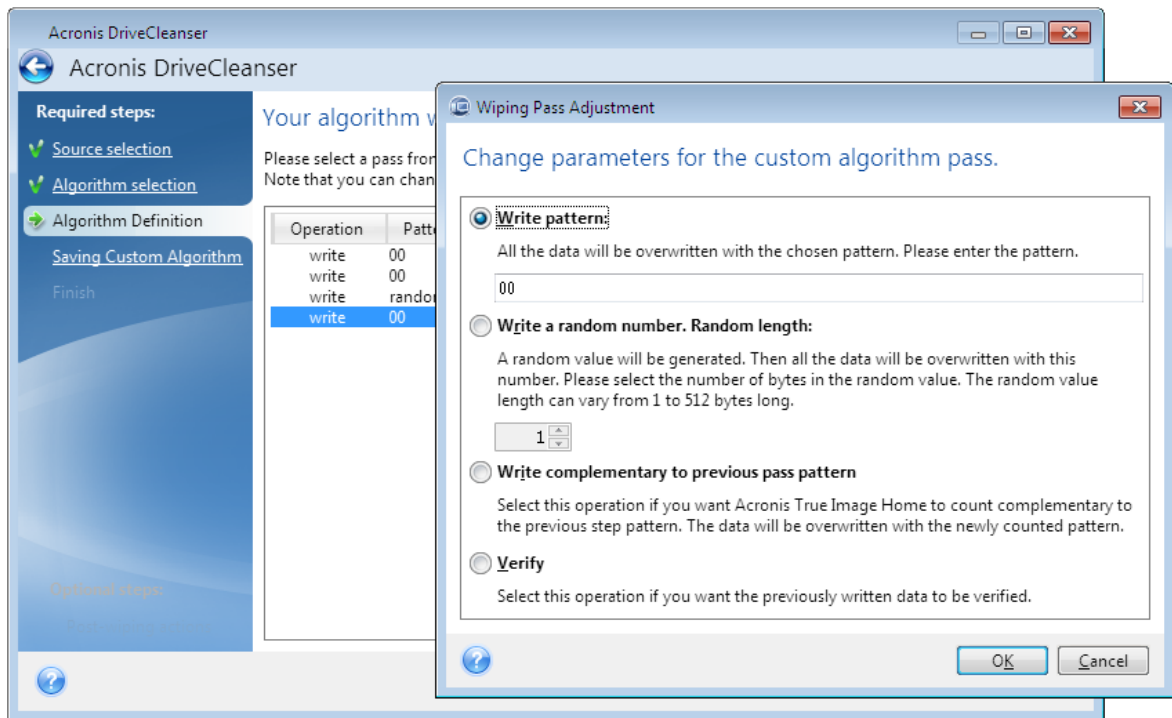 Acronis DriveCleanser
Acronis DriveCleanser
Required steps:
Source selection
Algorithm selection
Algorithm Definition
Saving Custom Algorithm
Finish
Optional steps:
Your algorithm w
Please select a pass from
Note that you can chan
Operation Patte
write 00
write 00
write random
write 00
Wiping Pass Adjustment
Change parameters for the custom algorithm pass.
Write pattern:
All the data will be overwritten with the chosen pattern. Please enter the pattern.
00
Write a random number. Random length:
A random value will be generated. Then all the data will be overwritten with this
number. Please select the number of bytes in the random value. The random value
length can vary from 1 to 512 bytes long.
1
Write complementary to previous pass pattern
Select this operation if you want Acronis True Image Home to count complementary to
the previous step pattern. The data will be overwritten with the newly counted pattern.
Verify
Select this operation if you want the previously written data to be verified.
OK Cancel